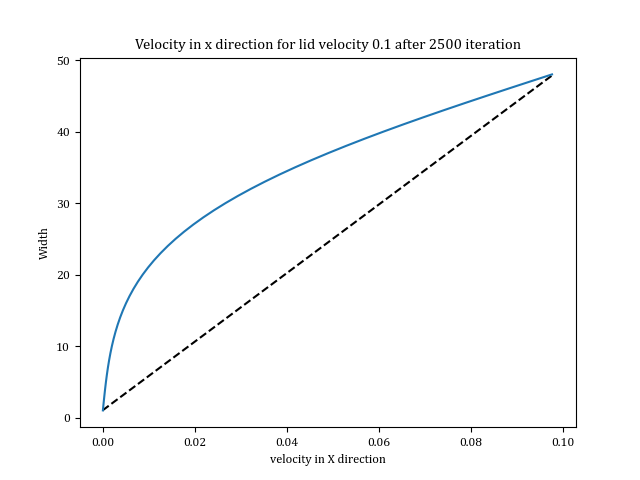 Velocity in x direction for lid velocity 0.1 after 2500 iteration
50
40
30
20
10
0
Width
0.00 0.02 0.04 0.06 0.08 0.10
velocity in X direction